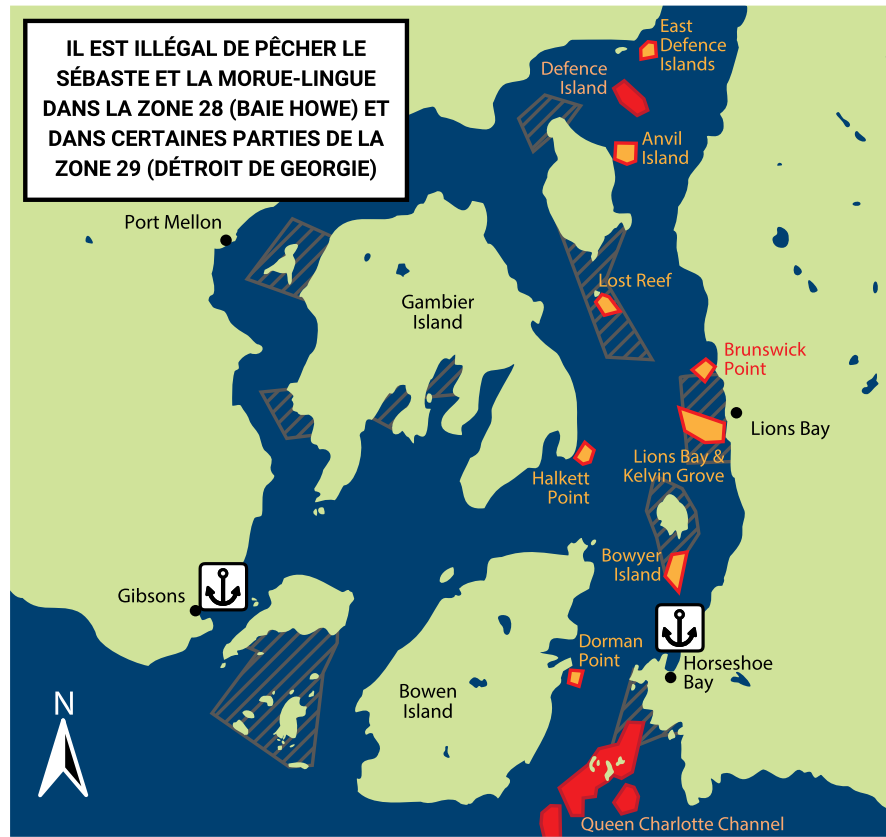 IL EST ILLÉGAL DE PÊCHER LE
SÉBASTE ET LA MORUE-LINGUE
DANS LA ZONE 28 (BAIE HOWE) ET
DANS CERTAINES PARTIES DE LA
ZONE 29 (DÉTROIT DE GEORGIE)
East
Defence
Islands
Defence
Island
Anvil
Island
Port Mellon
Lost Reef
Gambier
Island
Brunswick
Point
Lions Bay
Lions Bay &
Kelvin Grove
Halkett
Point
Bowyer
Island
Gibsons
Dorman
Point
Horseshoe
Bay
Bowen
Island
N
Queen Charlotte Channel